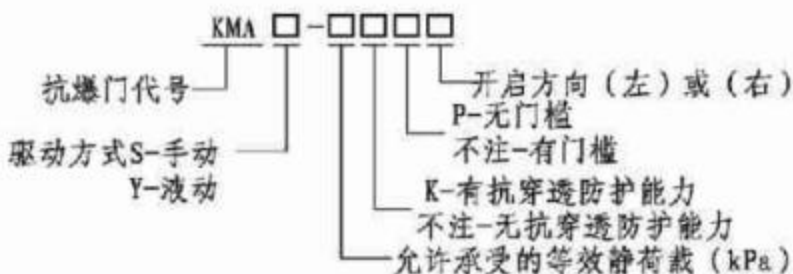 KMA□-□□□□
抗爆门代号
开启方向（左）或（右）
P-无门槛
不注-有门槛
驱动方式S-手动
Y-液动
K-有抗穿透防护能力
不注-无抗穿透防护能力
允许承受的等效静荷载（kPa）